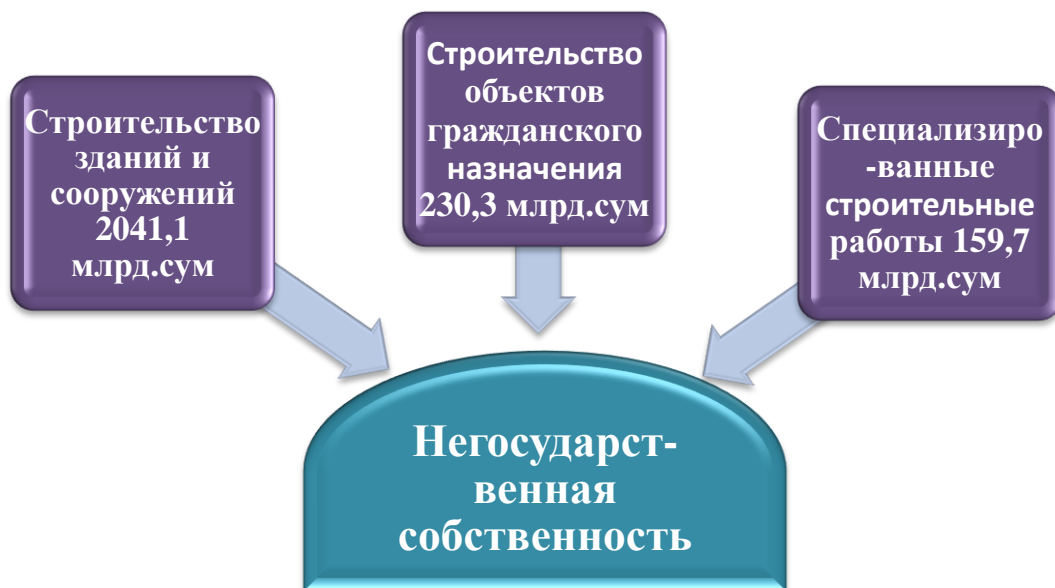 Строительство
зданий и
сооружений
2041,1
млрд.сум
Строительство
объектов
гражданского
назначения
230,3 млрд.сум
Специализиро
-ванные
строительные
работы 159,7
млрд.сум
Негосударст-
венная
собственность